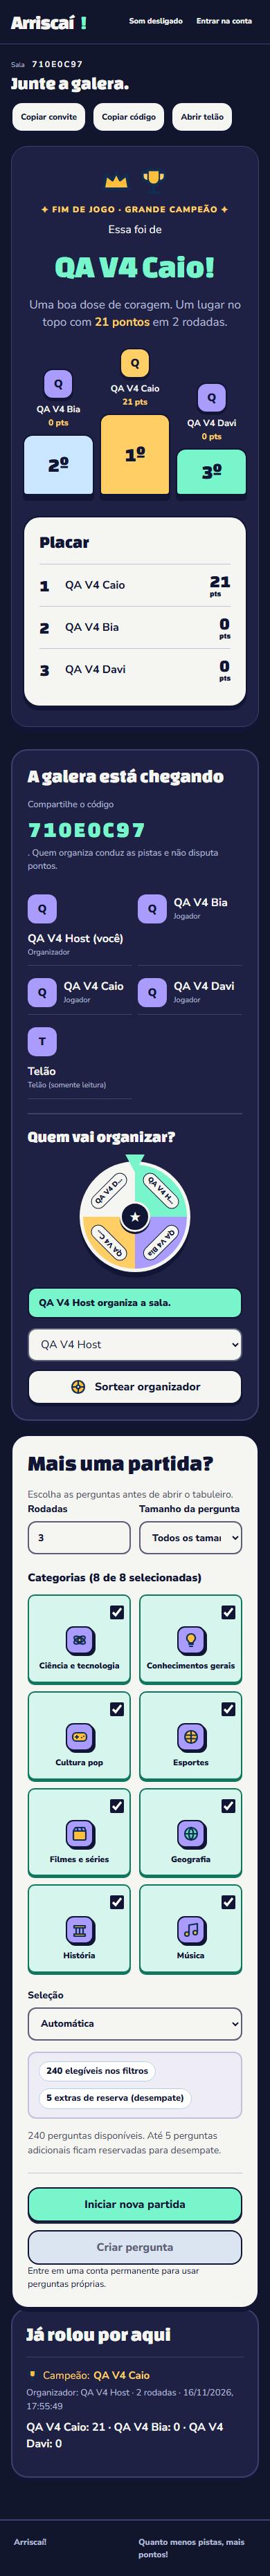 Arriscaí !
Som desligado
Entrar na conta
Sala 710E0C97
Junte a galera.
Copiar convite
Copiar código
Abrir telão
✦ FIM DE JOGO · GRANDE CAMPEÃO ✦
Essa foi de
QA V4 Caio!
Uma boa dose de coragem. Um lugar no
topo com 21 pontos em 2 rodadas.
Q
QA V4 Bia
0 pts
2º
Q
QA V4 Caio
21 pts
1º
Q
QA V4 Davi
0 pts
3º
Placar
1 QA V4 Caio 21 pts
2 QA V4 Bia 0 pts
3 QA V4 Davi 0 pts
A galera está chegando
Compartilhe o código
710E0C97
. Quem organiza conduz as pistas e não disputa
pontos.
Q
QA V4 Host (você)
Organizador
Q
QA V4 Bia
Jogador
Q
QA V4 Caio
Jogador
Q
QA V4 Davi
Jogador
T
Telão
Telão (somente leitura)
Quem vai organizar?
QA V4 D...
QA V4 H...
QA V4 C...
QA V4 Bia
QA V4 Host organiza a sala.
QA V4 Host
Sortear organizador
Mais uma partida?
Escolha as perguntas antes de abrir o tabuleiro.
Rodadas
3
Tamanho da pergunta
Todos os tamar
Categorias (8 de 8 selecionadas)
Ciência e tecnologia
Conhecimentos gerais
Cultura pop
Esportes
Filmes e séries
Geografia
História
Música
Seleção
Automática
240 elegíveis nos filtros
5 extras de reserva (desempate)
240 perguntas disponíveis. Até 5 perguntas
adicionais ficam reservadas para desempate.
Iniciar nova partida
Criar pergunta
Entre em uma conta permanente para usar
perguntas próprias.
Já rolou por aqui
Campeão: QA V4 Caio
Organizador: QA V4 Host · 2 rodadas · 16/11/2026,
17:55:49
QA V4 Caio: 21 · QA V4 Bia: 0 · QA V4
Davi: 0
Arriscaí!
Quanto menos pistas, mais
pontos!